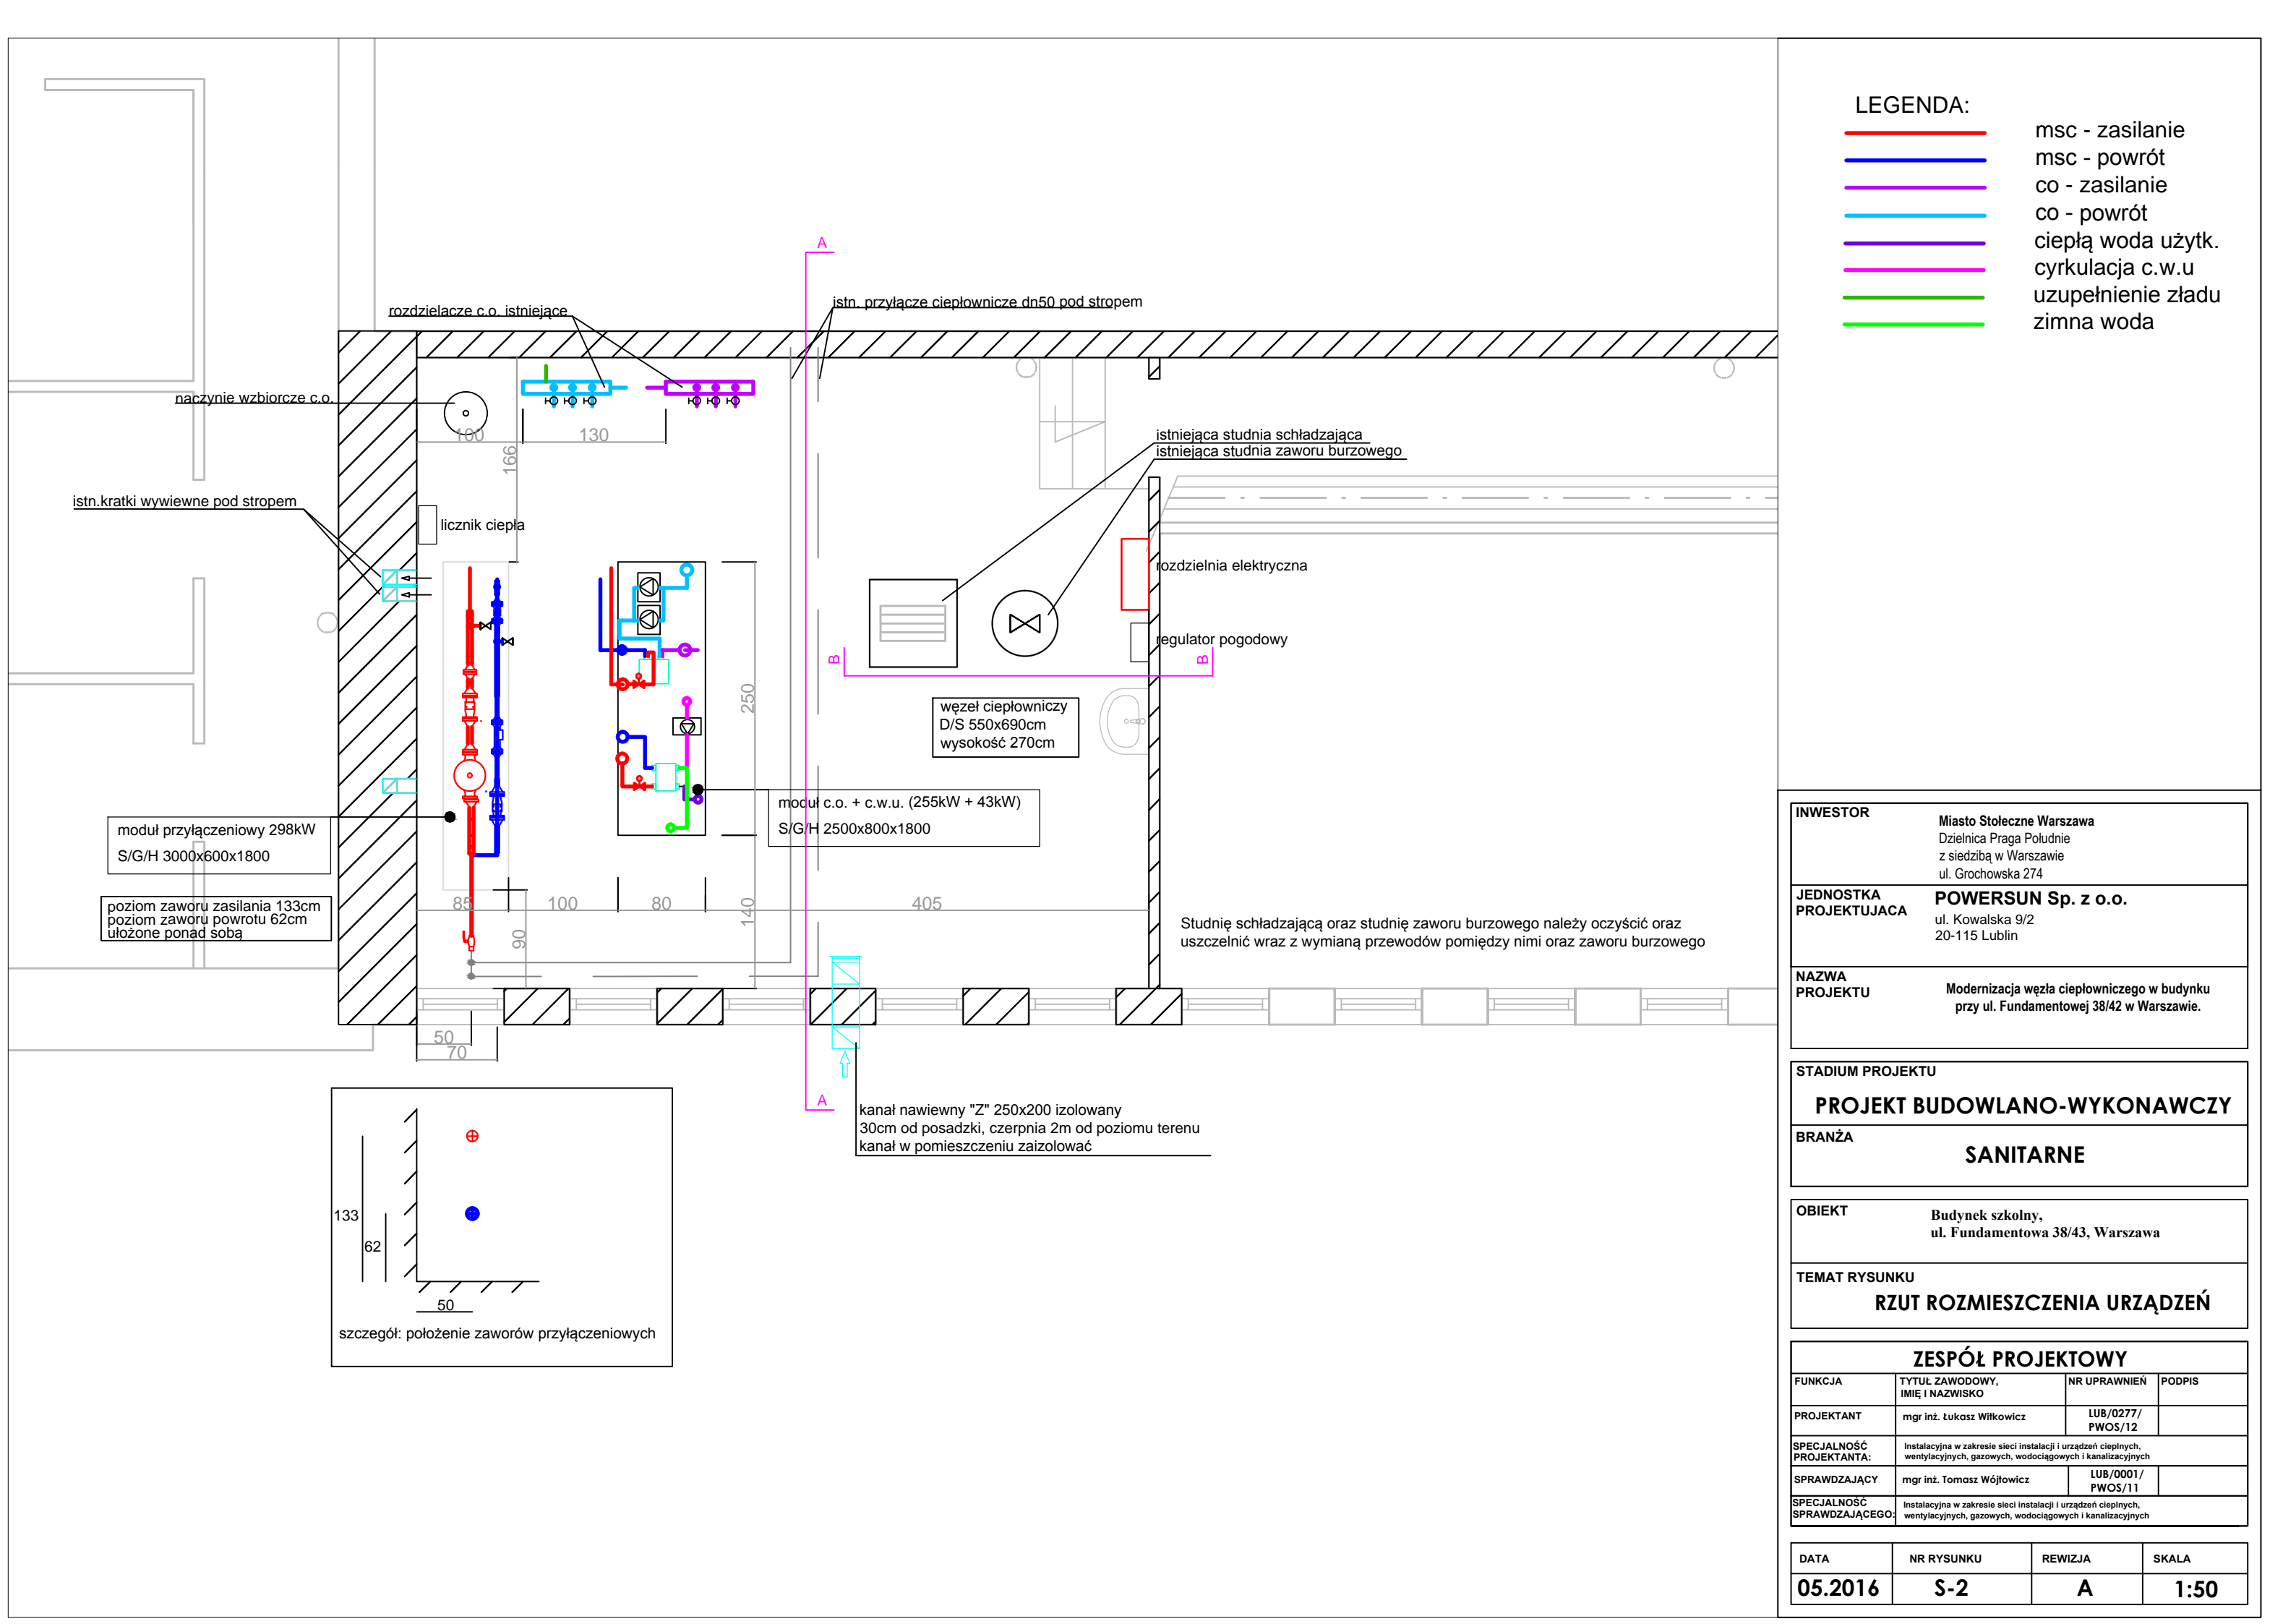 LEGENDA:
msc - zasilanie
msc - powrót
co - zasilanie
co - powrót
ciepłą woda użytk.
cyrkulacja c.w.u
uzupełnienie zładu
zimna woda
A
istn. przyłącze ciepłownicze dn50 pod stropem
rozdzielacze c.o. istniejące
naczynie wzbiorcze c.o.
100
130
166
istniejąca studnia schładzająca
istniejąca studnia zaworu burzowego
istn.kratki wywiewne pod stropem
licznik ciepła
rozdzielnia elektryczna
regulator pogodowy
B
B
250
węzeł ciepłowniczy
D/S 550x690cm
wysokość 270cm
moduł c.o. + c.w.u. (255kW + 43kW)
S/G/H 2500x800x1800
moduł przyłączeniowy 298kW
S/G/H 3000x600x1800
poziom zaworu zasilania 133cm
poziom zaworu powrotu 62cm
ułożone ponad sobą
85
100
80
140
405
90
Studnię schładzającą oraz studnię zaworu burzowego należy oczyścić oraz
uszczelnić wraz z wymianą przewodów pomiędzy nimi oraz zaworu burzowego
50
70
A
kanał nawiewny "Z" 250x200 izolowany
30cm od posadzki, czerpnia 2m od poziomu terenu
kanał w pomieszczeniu zaizolować
133
62
50
szczegół: położenie zaworów przyłączeniowych
INWESTOR
Miasto Stołeczne Warszawa
Dzielnica Praga Południe
z siedzibą w Warszawie
ul. Grochowska 274
JEDNOSTKA
PROJEKTUJACA
POWERSUN Sp. z o.o.
ul. Kowalska 9/2
20-115 Lublin
NAZWA
PROJEKTU
Modernizacja węzła ciepłowniczego w budynku
przy ul. Fundamentowej 38/42 w Warszawie.
STADIUM PROJEKTU
PROJEKT BUDOWLANO-WYKONAWCZY
BRANŻA
SANITARNE
OBIEKT
Budynek szkolny,
ul. Fundamentowa 38/43, Warszawa
TEMAT RYSUNKU
RZUT ROZMIESZCZENIA URZĄDZEŃ
ZESPÓŁ PROJEKTOWY
FUNKCJA
TYTUŁ ZAWODOWY,
IMIĘ I NAZWISKO
NR UPRAWNIEŃ
PODPIS
PROJEKTANT
mgr inż. Łukasz Wiłkowicz
LUB/0277/
PWOS/12
SPECJALNOŚĆ
PROJEKTANTA:
Instalacyjna w zakresie sieci instalacji i urządzeń cieplnych,
wentylacyjnych, gazowych, wodociągowych i kanalizacyjnych
SPRAWDZAJĄCY
mgr inż. Tomasz Wójtowicz
LUB/0001/
PWOS/11
SPECJALNOŚĆ
SPRAWDZAJĄCEGO:
Instalacyjna w zakresie sieci instalacji i urządzeń cieplnych,
wentylacyjnych, gazowych, wodociągowych i kanalizacyjnych
DATA
NR RYSUNKU
REWIZJA
SKALA
05.2016
S-2
A
1:50